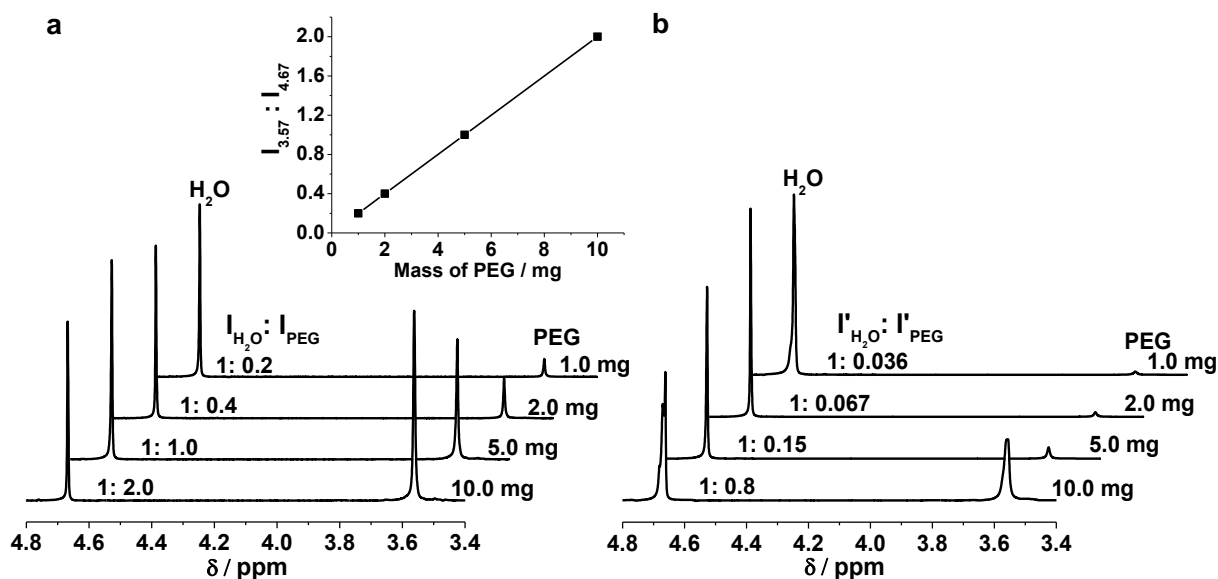 a
2.0
1.6
1.2
0.8
0.4
0.0
I3.57 : I4.67
0 2 4 6 8 10
Mass of PEG / mg
H2O
IH2O: IPEG
PEG
1: 0.2
1.0 mg
1: 0.4
2.0 mg
1: 1.0
5.0 mg
1: 2.0
10.0 mg
4.8 4.6 4.4 4.2 4.0 3.8 3.6 3.4
δ / ppm
b
H2O
I'H2O: I'PEG
PEG
1: 0.036
1.0 mg
1: 0.067
2.0 mg
1: 0.15
5.0 mg
1: 0.8
10.0 mg
4.8 4.6 4.4 4.2 4.0 3.8 3.6 3.4
δ / ppm